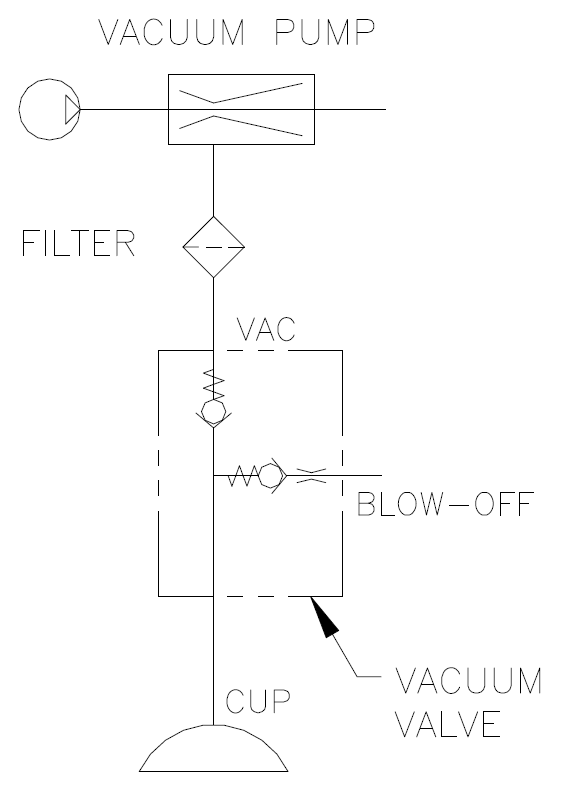 VACUUM PUMP
FILTER
VAC
BLOW-OFF
VACUUM
VALVE
CUP